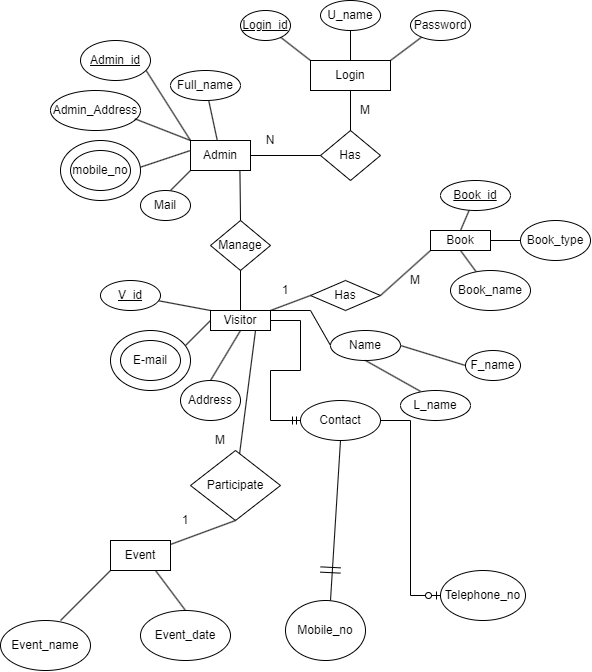 U_name
Login_id
Password
Login
Admin_id
Full_name
M
Admin_Address
N
Admin
Has
mobile_no
Mail
Book_id
Manage
Book
Book_type
M
1
Has
Book_name
V_id
Visitor
Name
E-mail
F_name
Address
L_name
Contact
M
Participate
1
Event
Telephone_no
Mobile_no
Event_date
Event_name